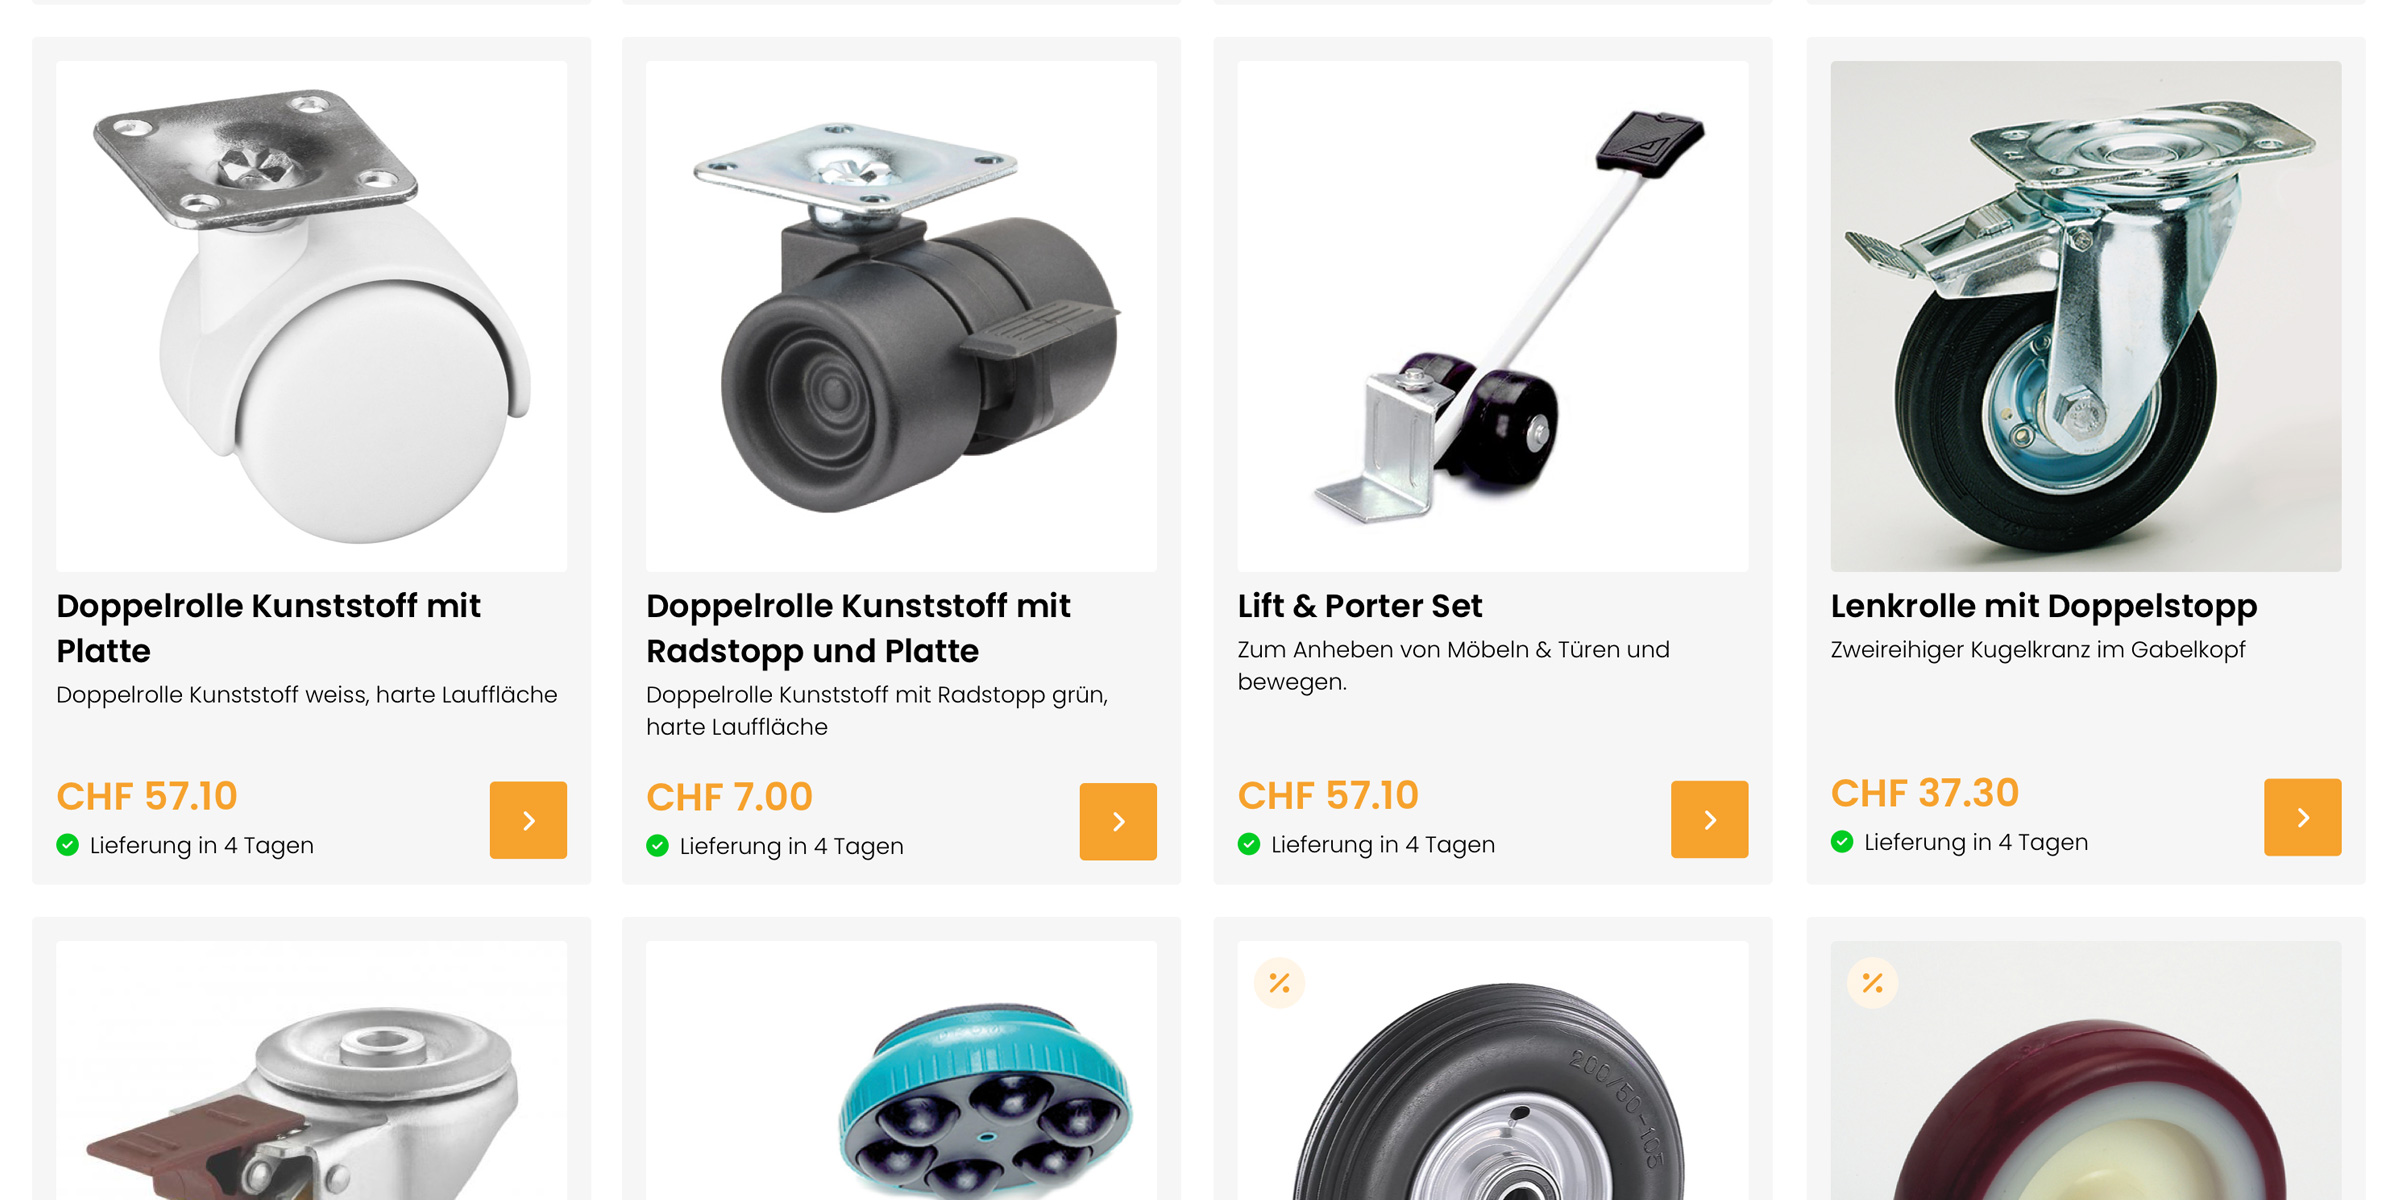 Doppelrolle Kunststoff mit
Platte
Doppelrolle Kunststoff weiss, harte Lauffläche
CHF 57.10
Lieferung in 4 Tagen
Doppelrolle Kunststoff mit
Radstopp und Platte
Doppelrolle Kunststoff mit Radstopp grün,
harte Lauffläche
CHF 7.00
Lieferung in 4 Tagen
Lift & Porter Set
Zum Anheben von Möbeln & Türen und
bewegen.
CHF 57.10
Lieferung in 4 Tagen
Lenkrolle mit Doppelstopp
Zweireihiger Kugelkranz im Gabelkopf
CHF 37.30
Lieferung in 4 Tagen
%
200/50-105
%